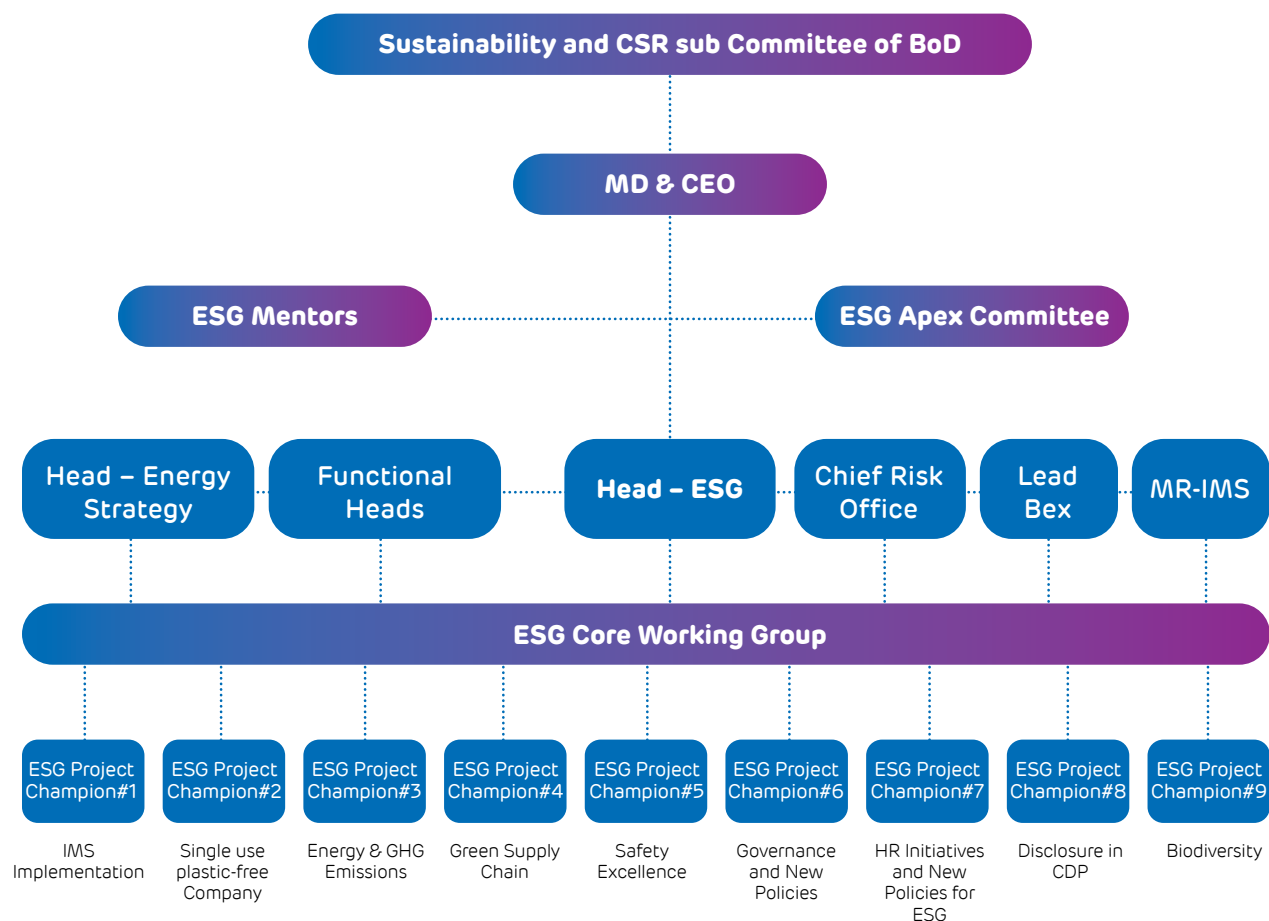 Sustainability and CSR sub Committee of BoD
MD & CEO
ESG Mentors
ESG Apex Committee
Head – Energy
Strategy
Functional
Heads
Head – ESG
Chief Risk
Office
Lead
Bex
MR-IMS
ESG Core Working Group
ESG Project
Champion#1
ESG Project
Champion#2
ESG Project
Champion#3
ESG Project
Champion#4
ESG Project
Champion#5
ESG Project
Champion#6
ESG Project
Champion#7
ESG Project
Champion#8
ESG Project
Champion#9
IMS
Implementation
Single use
plastic-free
Company
Energy & GHG
Emissions
Green Supply
Chain
Safety
Excellence
Governance
and New
Policies
HR Initiatives
and New
Policies for
ESG
Disclosure in
CDP
Biodiversity